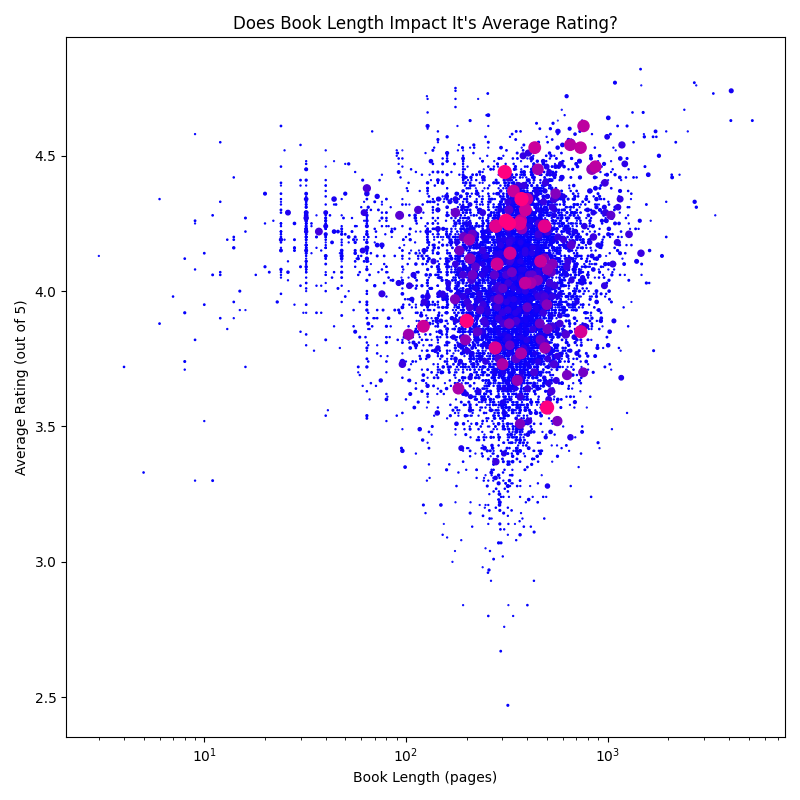 Does Book Length Impact It's Average Rating?
Average Rating (out of 5)
4.5
4.0
3.5
3.0
2.5
10¹
10²
10³
Book Length (pages)